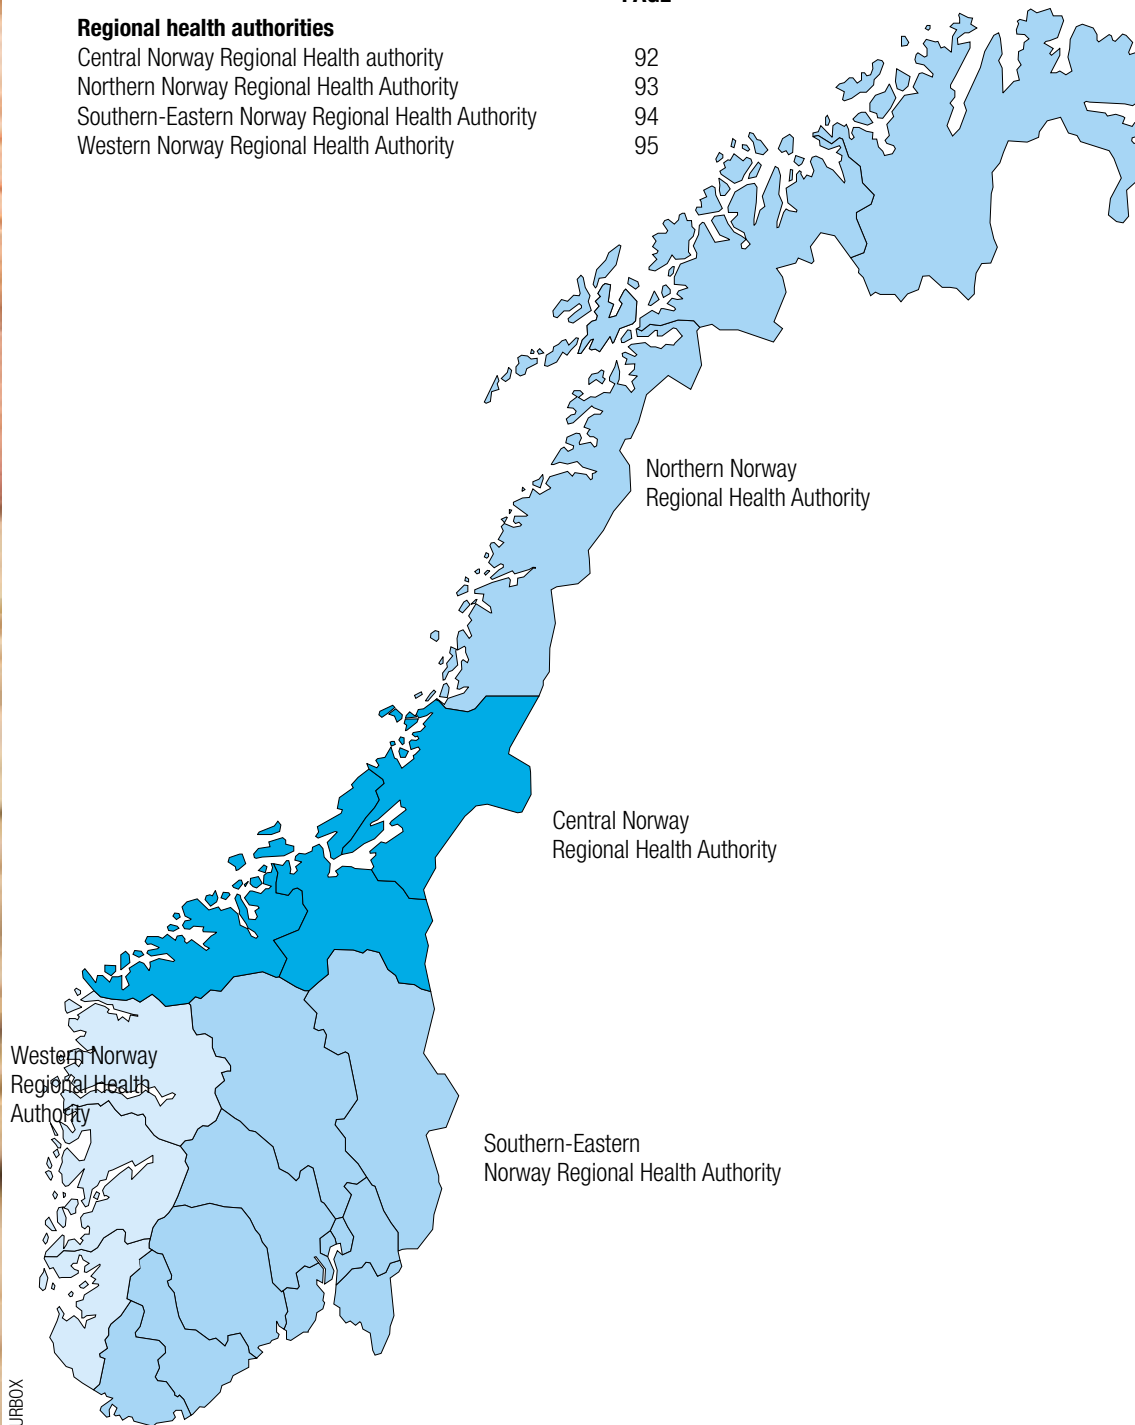 Regional health authorities
Central Norway Regional Health authority 92
Northern Norway Regional Health Authority 93
Southern-Eastern Norway Regional Health Authority 94
Western Norway Regional Health Authority 95
Northern Norway
Regional Health Authority
Central Norway
Regional Health Authority
Western Norway
Regional Health
Authority
Southern-Eastern
Norway Regional Health Authority